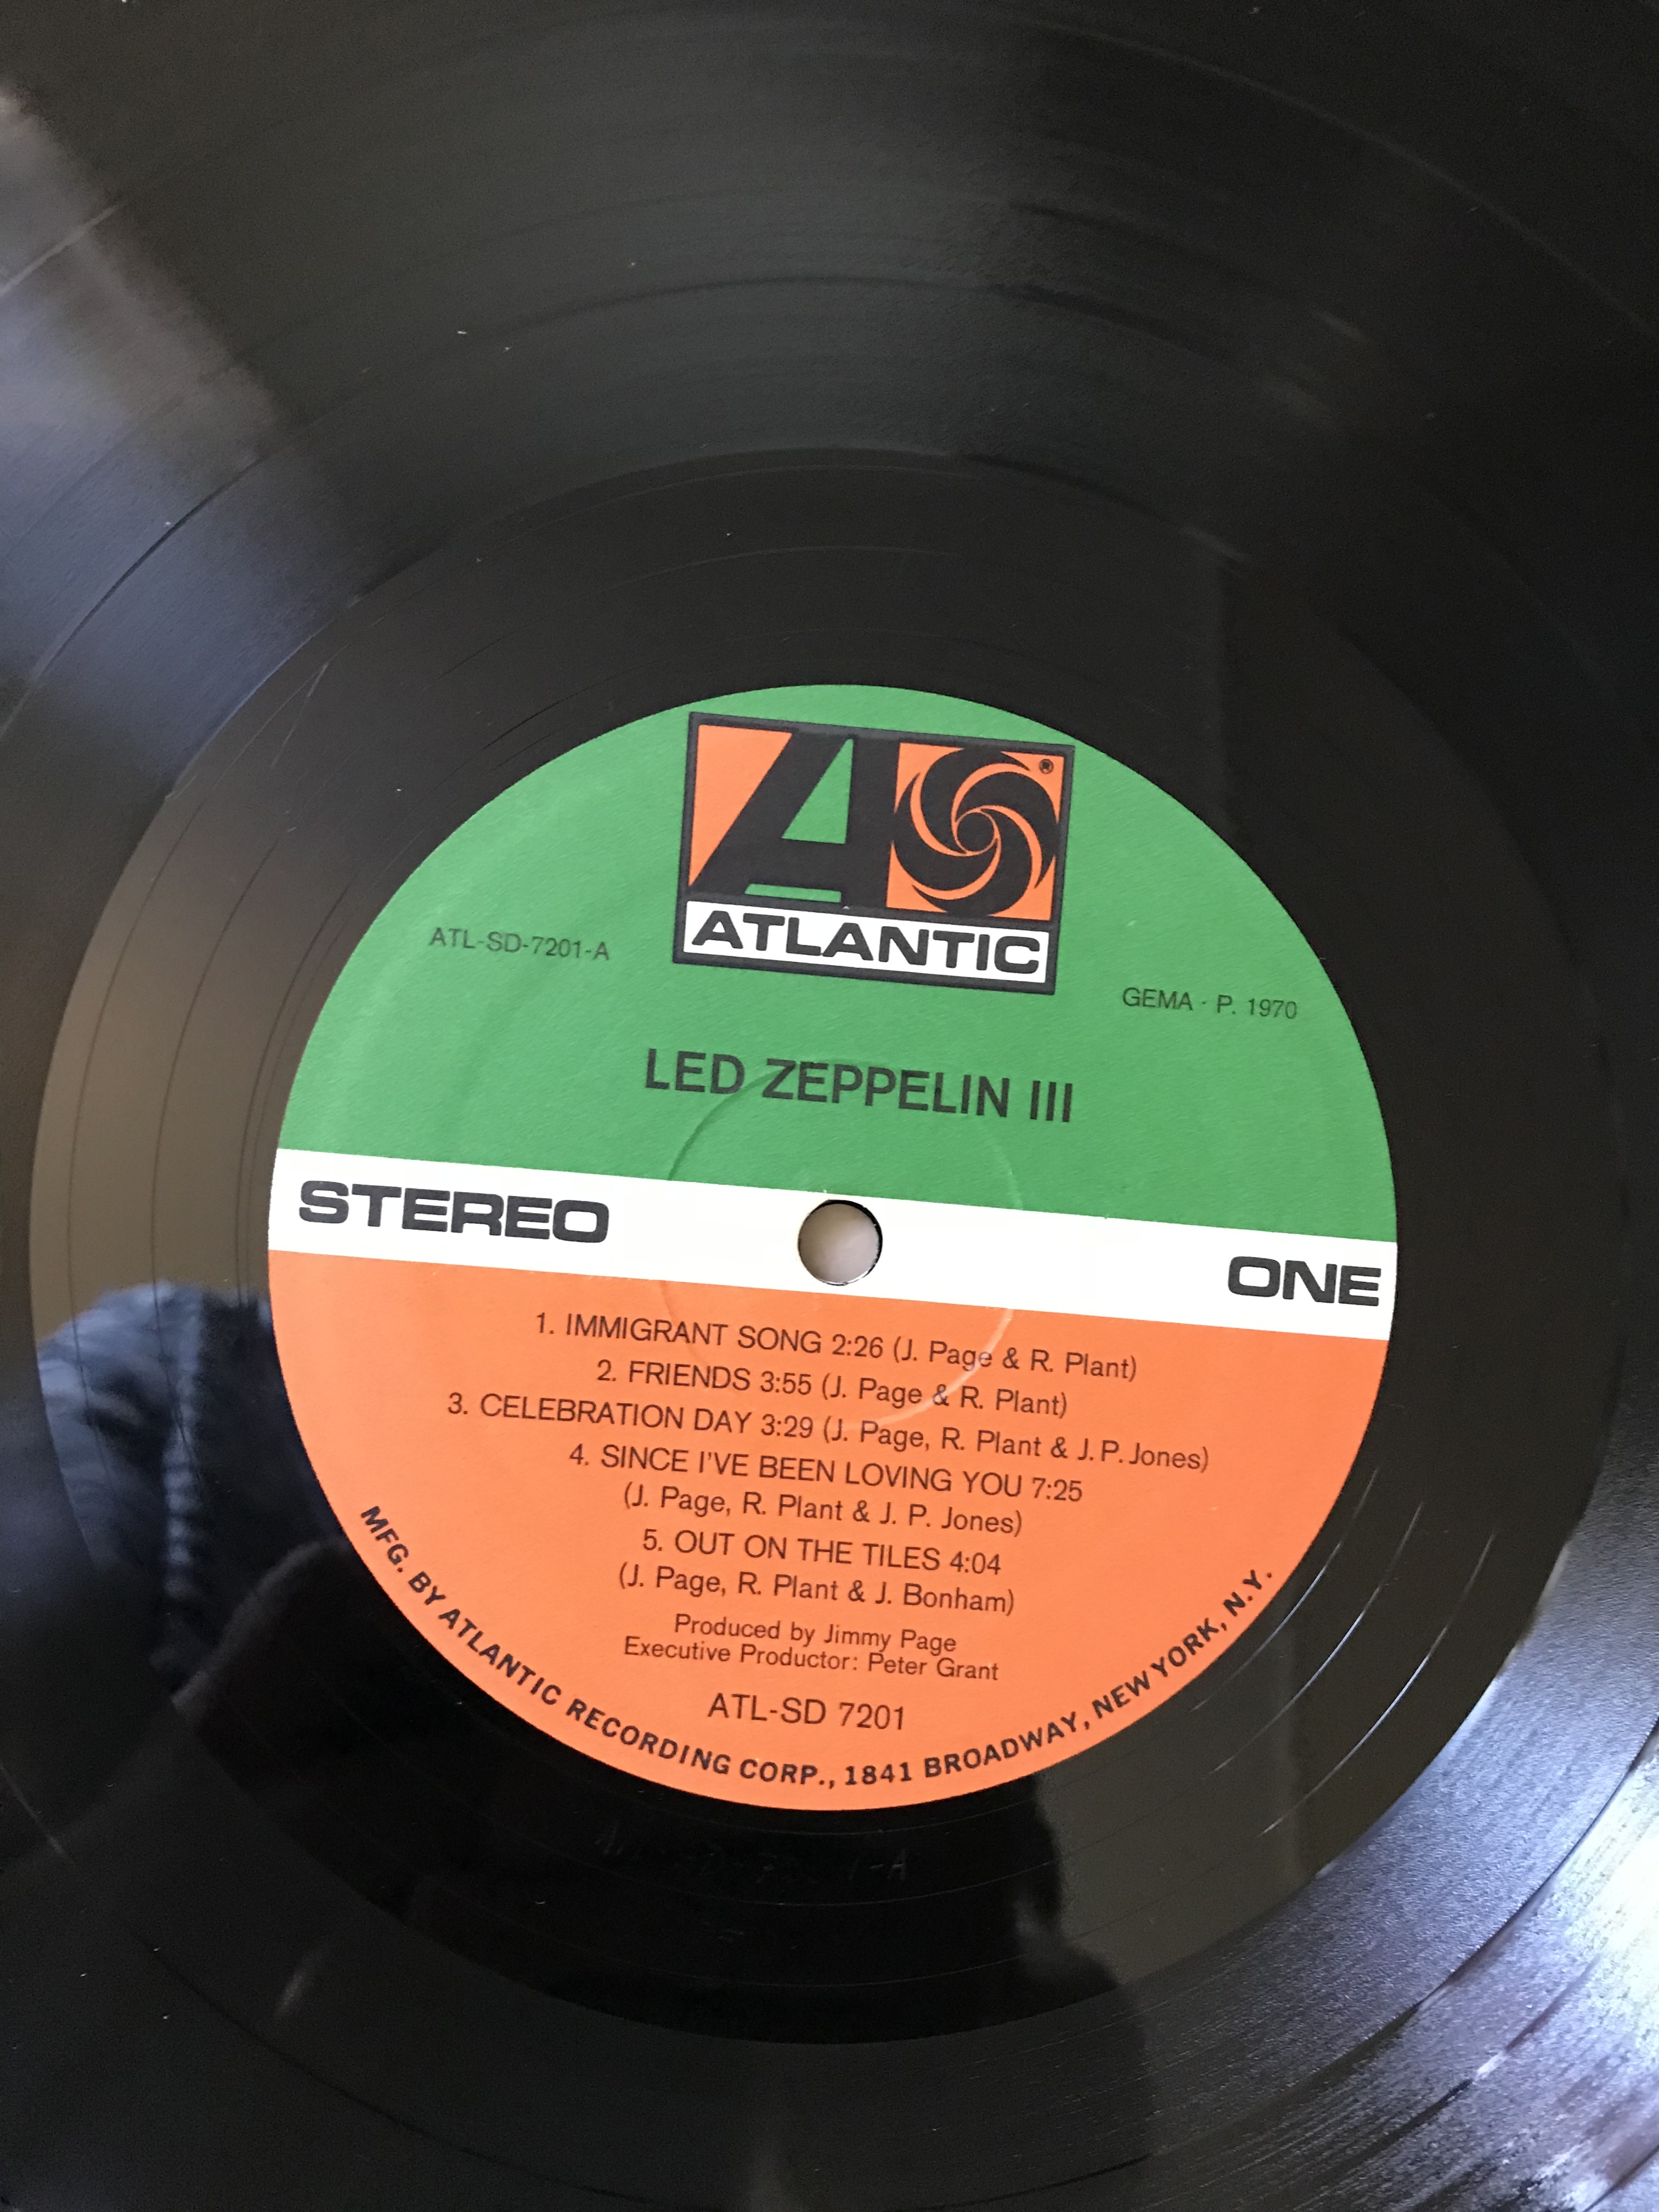 ATLANTIC
®
ATL-SD-7201-A
GEMA - P. 1970
LED ZEPPELIN III
STEREO
ONE
1. IMMIGRANT SONG 2:26 (J. Page & R. Plant)
2. FRIENDS 3:55 (J. Page & R. Plant)
3. CELEBRATION DAY 3:29 (J. Page, R. Plant & J. P. Jones)
4. SINCE I'VE BEEN LOVING YOU 7:25
(J. Page, R. Plant & J. P. Jones)
5. OUT ON THE TILES 4:04
(J. Page, R. Plant & J. Bonham)
Produced by Jimmy Page
Executive Productor: Peter Grant
ATL-SD 7201
MFG. BY ATLANTIC RECORDING CORP., 1841 BROADWAY, NEW YORK, N.Y.